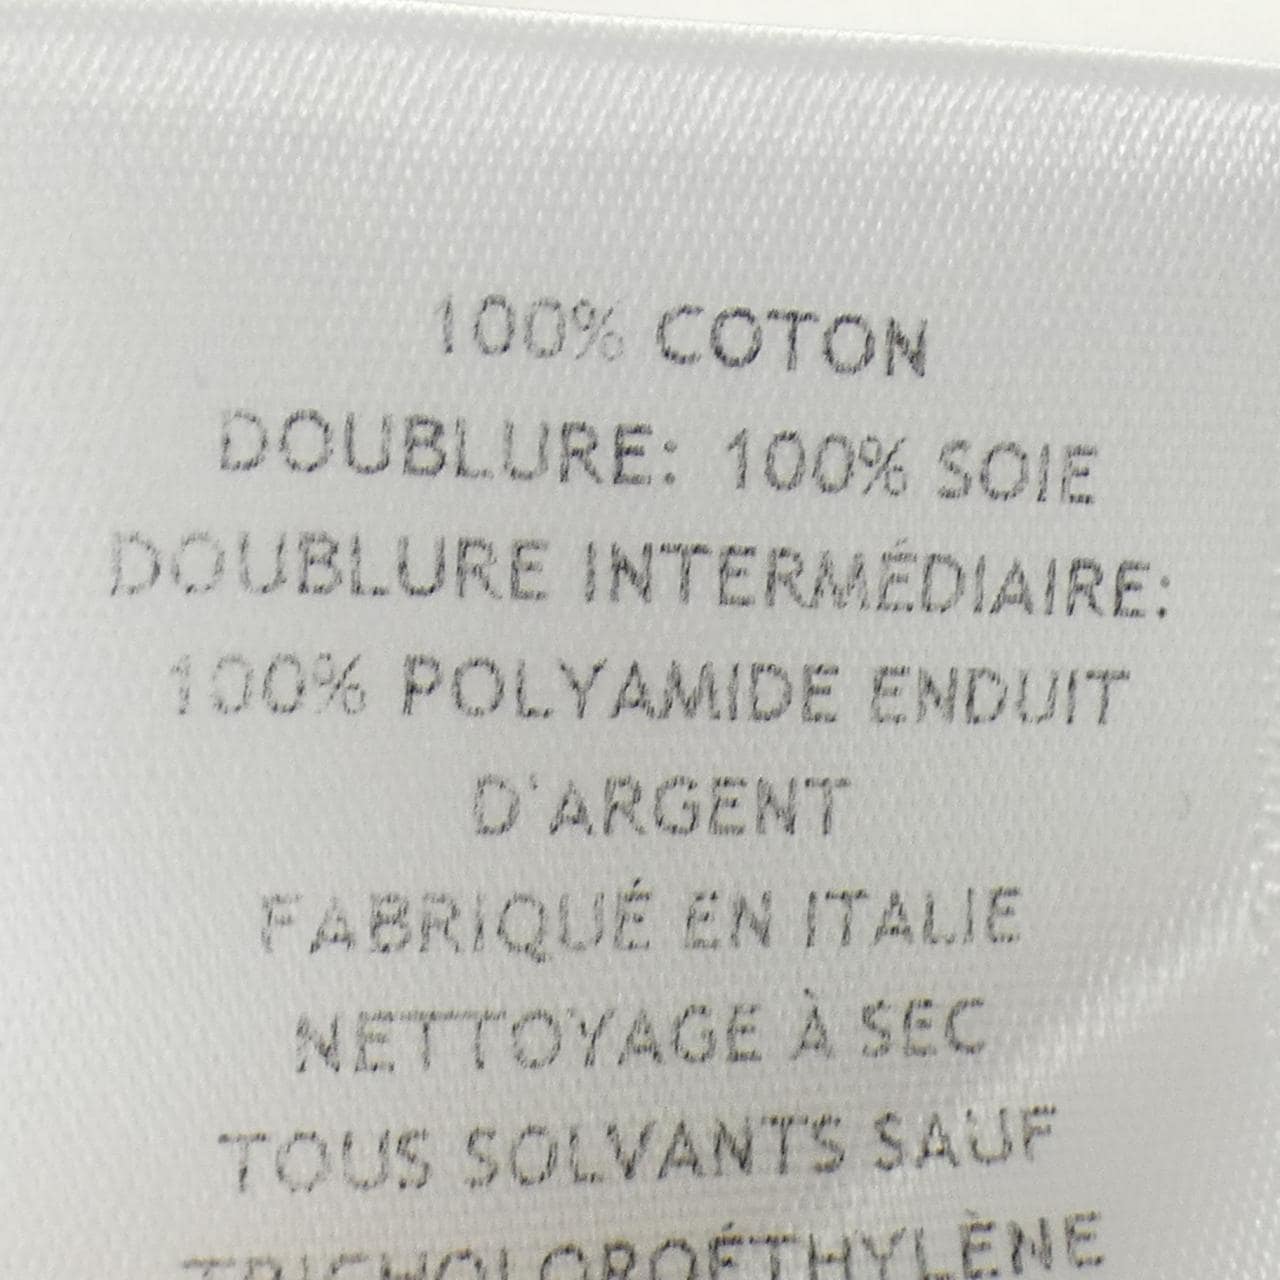 100% COTON
DOUBLURE: 100% SOIE
DOUBLURE INTERMÉDIAIRE:
100% POLYAMIDE ENDUIT
D'ARGENT
FABRIQUÉ EN ITALIE
NETTOYAGE À SEC
TOUS SOLVANTS SAUF
TRICHOLOROÉTHYLÈNE